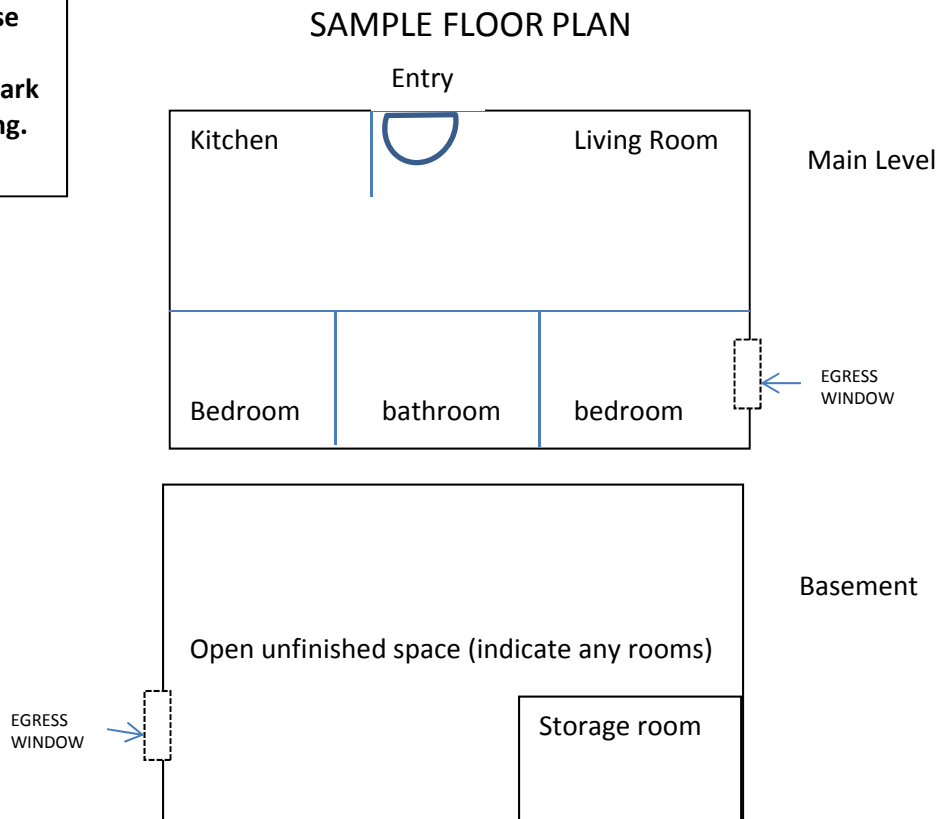 SAMPLE FLOOR PLAN
ng.
Entry
Kitchen
Living Room
Main Level
Bedroom
bathroom
bedroom
EGRESS
WINDOW
Basement
Open unfinished space (indicate any rooms)
EGRESS
WINDOW
Storage room